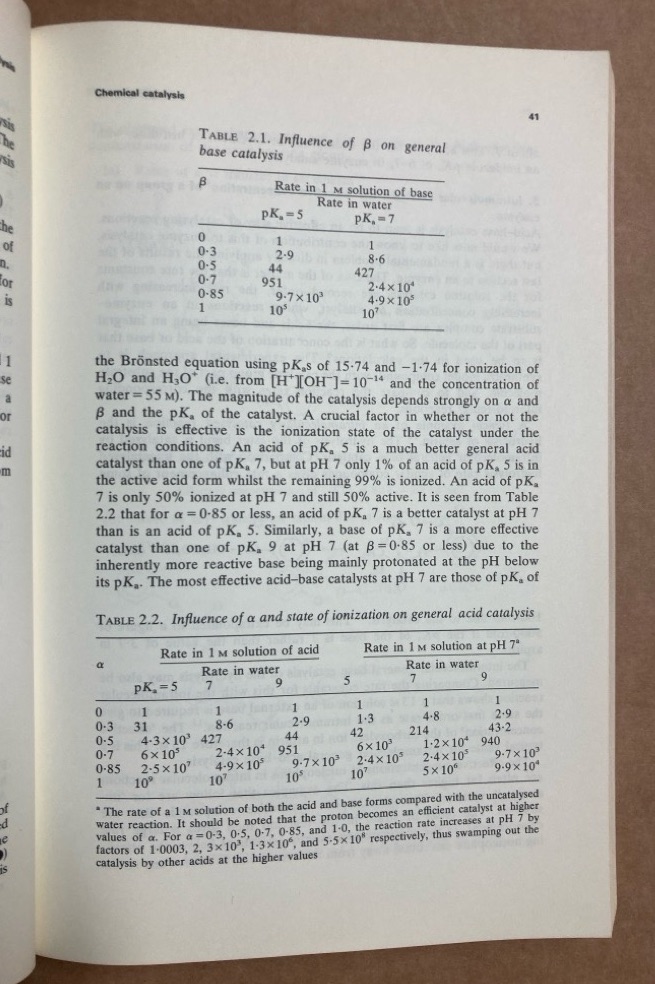 Chemical catalysis
41
TABLE 2.1. Influence of β on general
base catalysis
β Rate in 1 M solution of base
Rate in water
pKₐ = 5 pKₐ = 7
0 1 1
0·3 2·9 8·6
0·5 44 427
0·7 951 2·4 × 10⁴
0·85 9·7 × 10³ 4·9 × 10⁵
1 10⁵ 10⁷
the Brönsted equation using pKₐs of 15·74 and −1·74 for ionization of
H₂O and H₃O⁺ (i.e. from [H⁺][OH⁻] = 10⁻¹⁴ and the concentration of
water = 55 M). The magnitude of the catalysis depends strongly on α and
β and the pKₐ of the catalyst. A crucial factor in whether or not the
catalysis is effective is the ionization state of the catalyst under the
reaction conditions. An acid of pKₐ 5 is a much better general acid
catalyst than one of pKₐ 7, but at pH 7 only 1% of an acid of pKₐ 5 is in
the active acid form whilst the remaining 99% is ionized. An acid of pKₐ
7 is only 50% ionized at pH 7 and still 50% active. It is seen from Table
2.2 that for α = 0·85 or less, an acid of pKₐ 7 is a better catalyst at pH 7
than is an acid of pKₐ 5. Similarly, a base of pKₐ 7 is a more effective
catalyst than one of pKₐ 9 at pH 7 (at β = 0·85 or less) due to the
inherently more reactive base being mainly protonated at the pH below
its pKₐ. The most effective acid–base catalysts at pH 7 are those of pKₐ of
TABLE 2.2. Influence of α and state of ionization on general acid catalysis
α Rate in 1 M solution of acid Rate in 1 M solution at pH 7ᵃ
Rate in water Rate in water
pKₐ = 5 7 9 5 7 9
0 1 1 1 1 1 1
0·3 31 8·6 2·9 1·3 4·8 2·9
0·5 4·3 × 10³ 427 44 42 214 43·2
0·7 6 × 10⁵ 2·4 × 10⁴ 951 6 × 10³ 1·2 × 10⁴ 940
0·85 2·5 × 10⁷ 4·9 × 10⁵ 9·7 × 10³ 2·4 × 10⁵ 2·4 × 10⁵ 9·7 × 10³
1 10⁹ 10⁷ 10⁵ 10⁷ 5 × 10⁶ 9·9 × 10⁴
ᵃ The rate of a 1 M solution of both the acid and base forms compared with the uncatalysed
water reaction. It should be noted that the proton becomes an efficient catalyst at higher
values of α. For α = 0·3, 0·5, 0·7, 0·85, and 1·0, the reaction rate increases at pH 7 by
factors of 1·0003, 2, 3 × 10³, 1·3 × 10⁶, and 5·5 × 10⁸ respectively, thus swamping out the
catalysis by other acids at the higher values